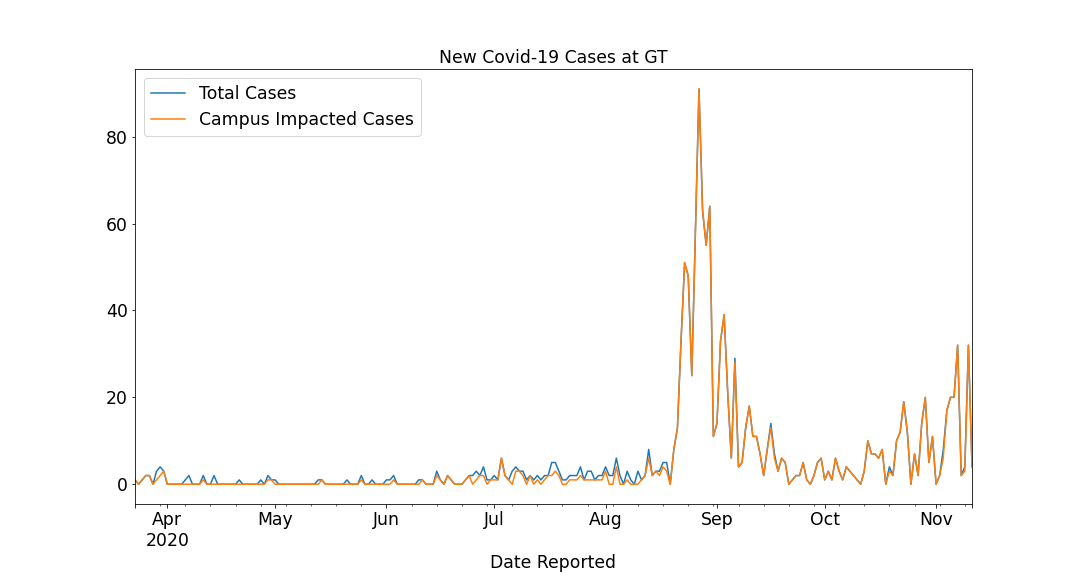 New Covid-19 Cases at GT
Total Cases
Campus Impacted Cases
80
60
40
20
0
Apr May Jun Jul Aug Sep Oct Nov
2020
Date Reported